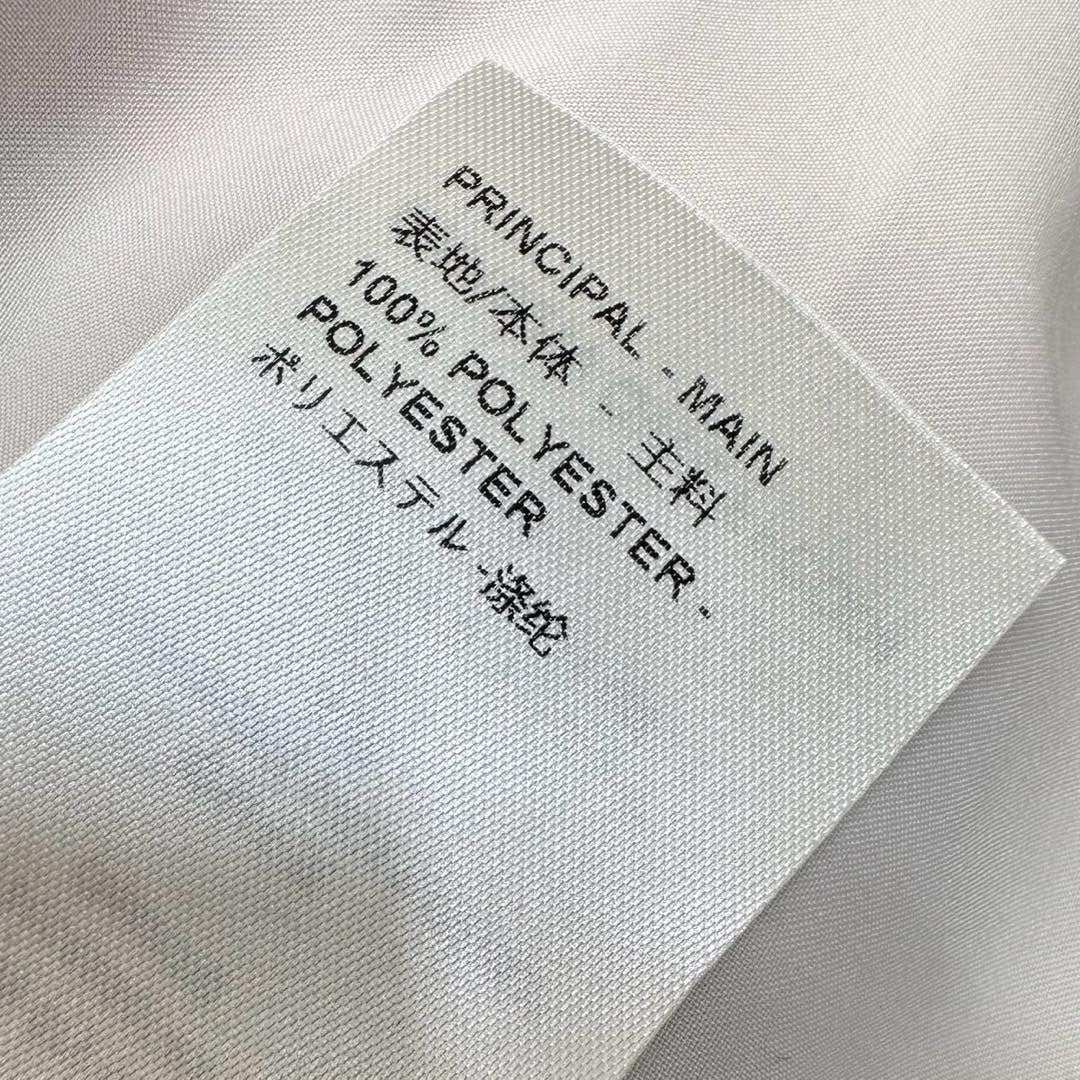 PRINCIPAL - MAIN
表地/本体 - 主料
100% POLYESTER -
POLYESTER
ポリエステル -涤纶